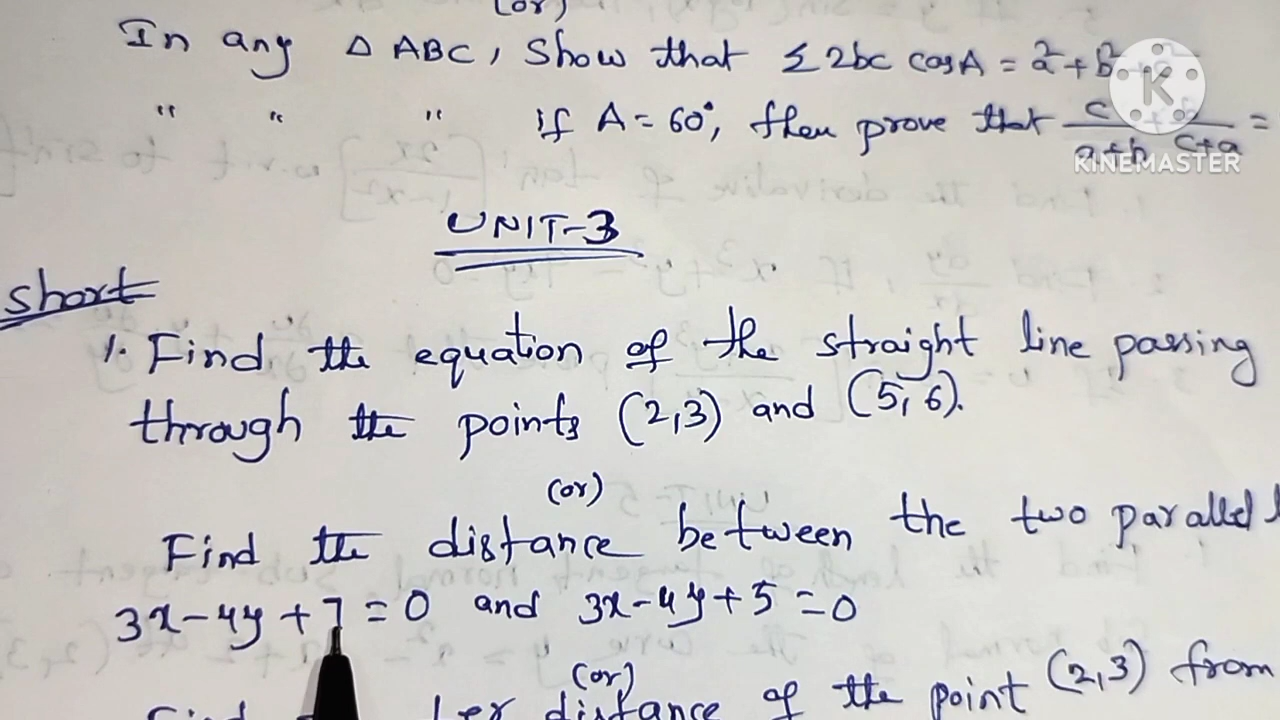 (or)
In any △ ABC, Show that Σ 2bc cosA = a² + b² +
" " " if A = 60°, then prove that c/a+b + /c+a =
KINEMASTER
UNIT-3
Short
1. Find the equation of the straight line passing
through the points (2,3) and (5,6).
(or)
Find the distance between the two parallel
3x-4y+7=0 and 3x-4y+5=0
(or)
distance of the point (2,3) from